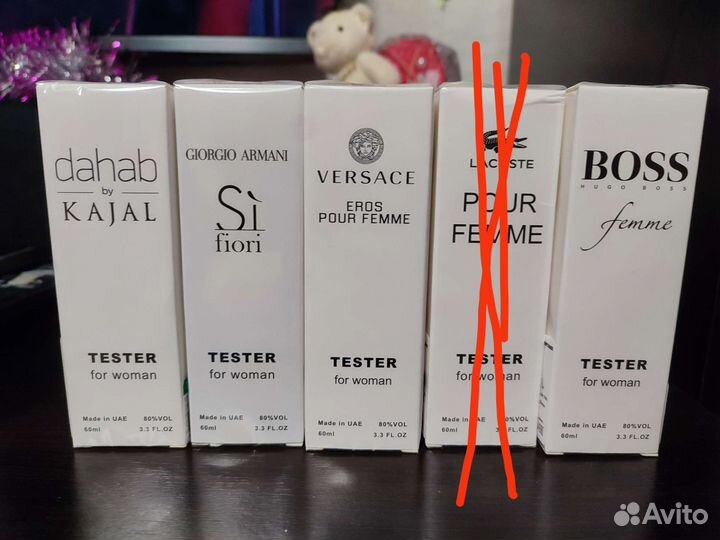 dahab
by
KAJAL
TESTER
for woman
Made in UAE 80%VOL
60ml 3.3 FL.OZ
GIORGIO ARMANI
Sì
fiori
TESTER
for woman
Made in UAE 80%VOL
60ml 3.3 FL.OZ
VERSACE
EROS
POUR FEMME
TESTER
for woman
Made in UAE 80%VOL
60ml 3.3 FL.OZ
LACOSTE
POUR
FEMME
TESTER
for woman
Made in UAE 80%VOL
60ml 3.3 FL.OZ
BOSS
HUGO BOSS
femme
TESTER
for woman
Made in UAE 80%VOL
60ml 3.3 FL.OZ
Avito